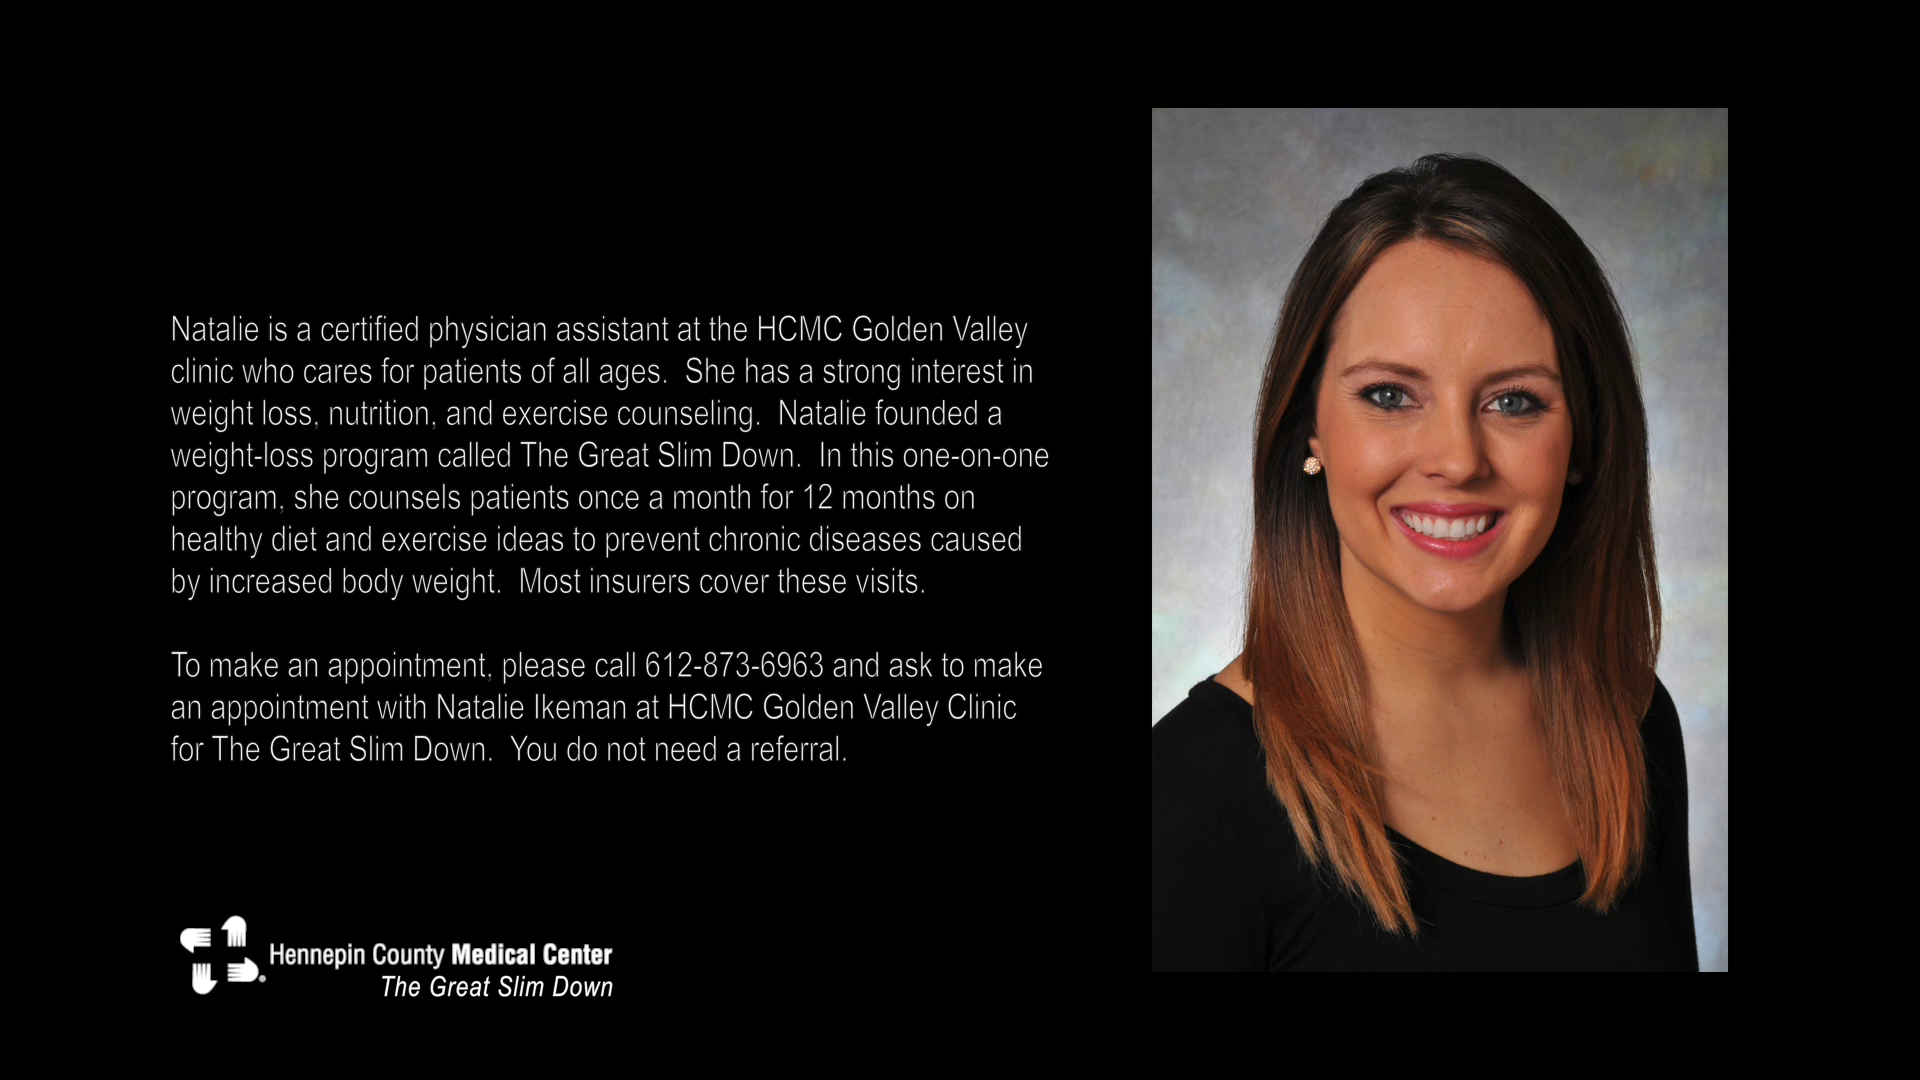 Natalie is a certified physician assistant at the HCMC Golden Valley
clinic who cares for patients of all ages.  She has a strong interest in
weight loss, nutrition, and exercise counseling.  Natalie founded a
weight-loss program called The Great Slim Down.  In this one-on-one
program, she counsels patients once a month for 12 months on
healthy diet and exercise ideas to prevent chronic diseases caused
by increased body weight.  Most insurers cover these visits.
To make an appointment, please call 612-873-6963 and ask to make
an appointment with Natalie Ikeman at HCMC Golden Valley Clinic
for The Great Slim Down.  You do not need a referral.
Hennepin County Medical Center
The Great Slim Down